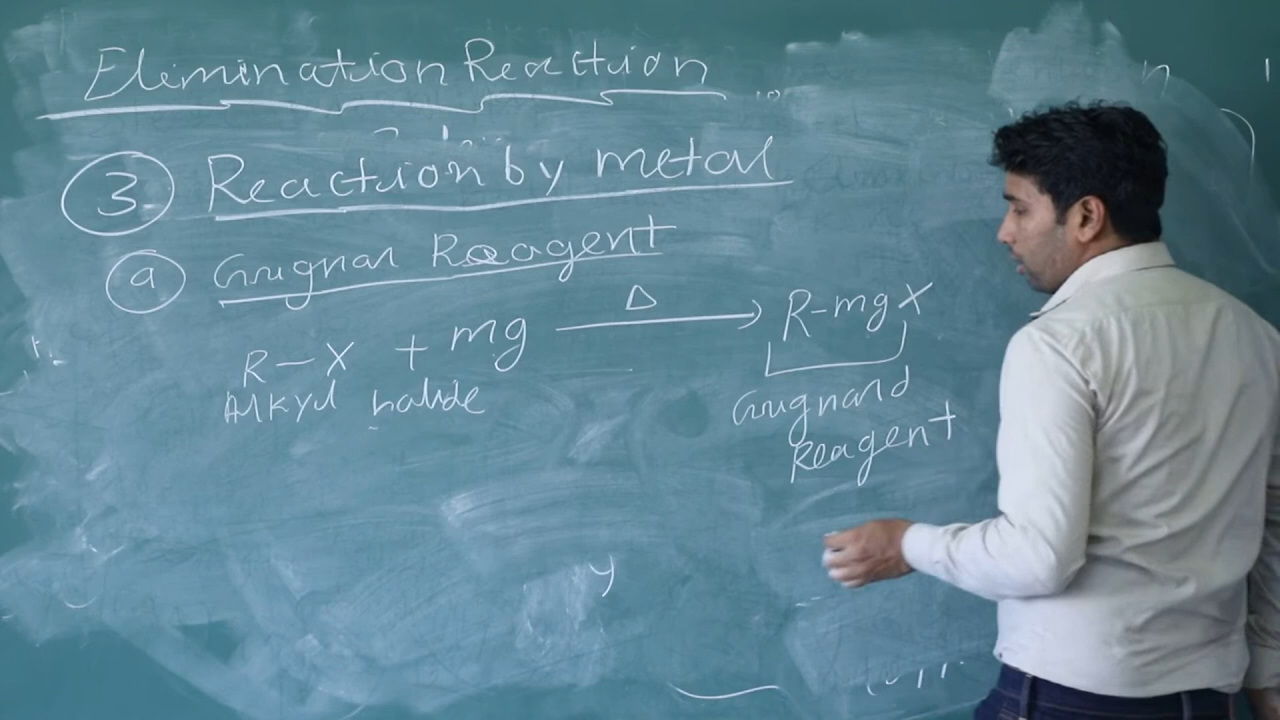 Elimination Reaction
3 Reaction by metal
a Grignar Reagent
R-X + mg Δ → R-mgX
Alkyl halide
Grignard
Reagent